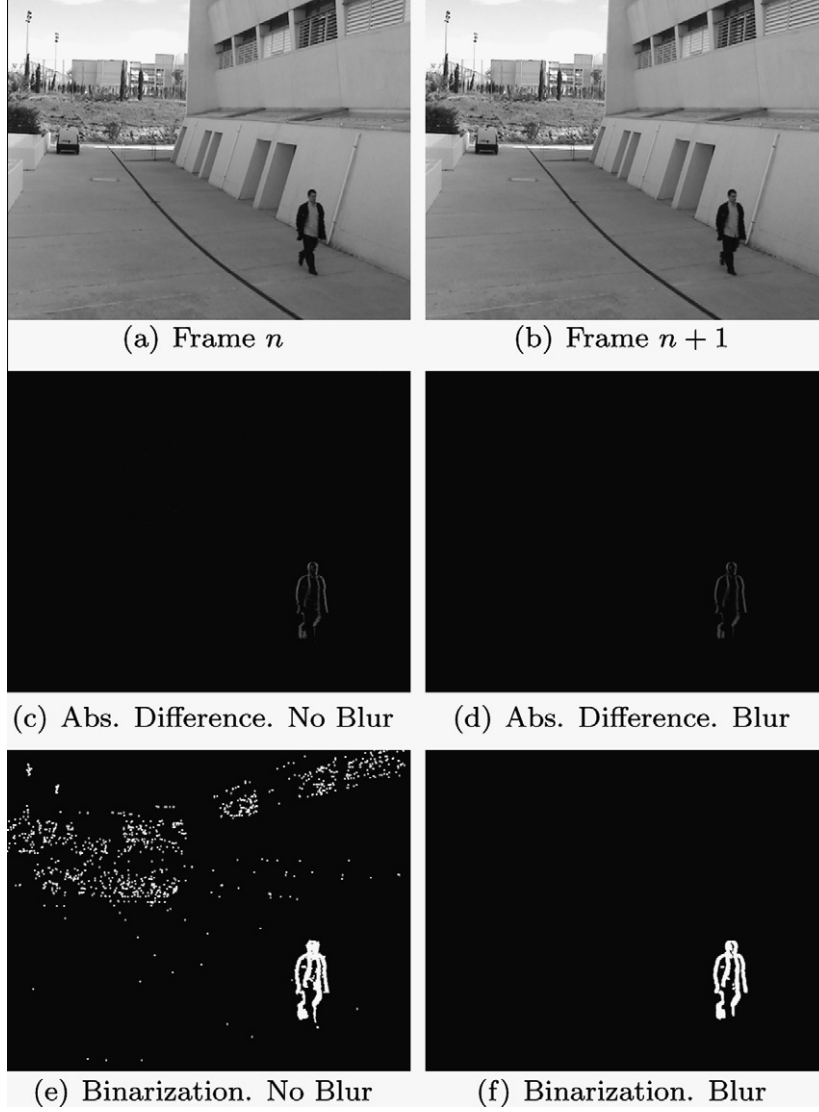 (a) Frame n
(b) Frame n + 1
(c) Abs. Difference. No Blur
(d) Abs. Difference. Blur
(e) Binarization. No Blur
(f) Binarization. Blur